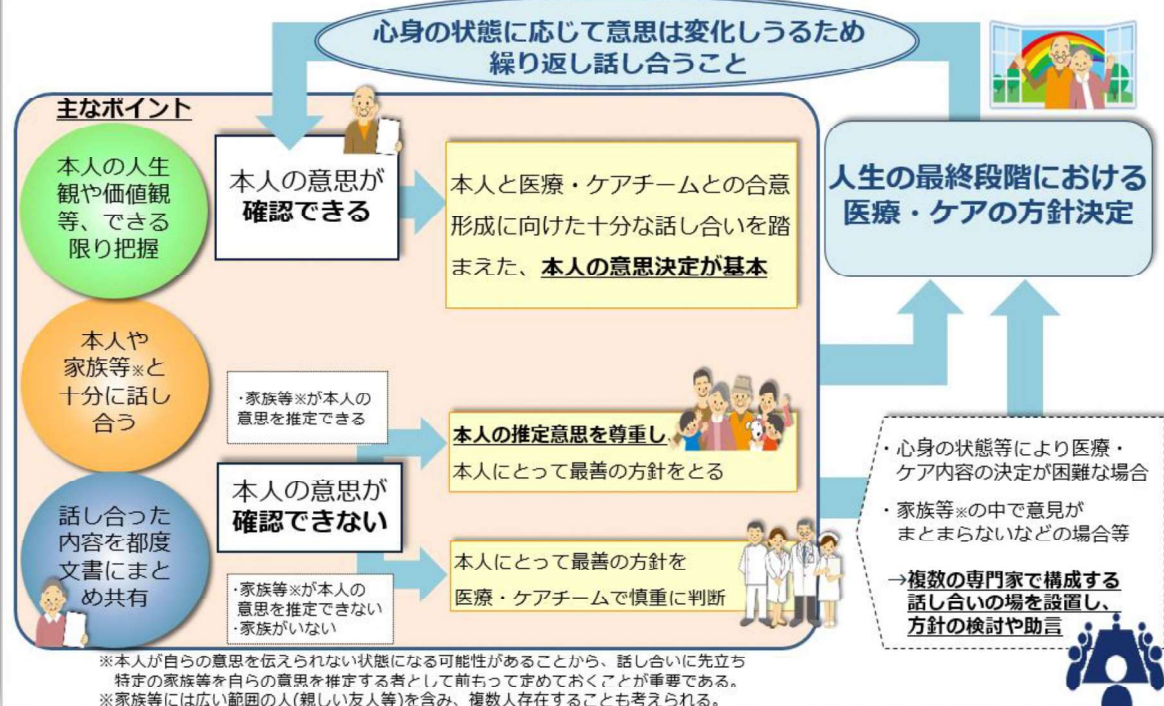 心身の状態に応じて意思は変化しうるため
繰り返し話し合うこと
主なポイント
本人の人生
観や価値観
等、できる
限り把握
本人や
家族等※と
十分に話し
合う
話し合った
内容を都度
文書にまと
め共有
本人の意思が
確認できる
本人と医療・ケアチームとの合意
形成に向けた十分な話し合いを踏
まえた、本人の意思決定が基本
人生の最終段階における
医療・ケアの方針決定
・家族等※が本人の
意思を推定できる
本人の推定意思を尊重し、
本人にとって最善の方針をとる
本人の意思が
確認できない
・家族等※が本人の
意思を推定できない
・家族がいない
本人にとって最善の方針を
医療・ケアチームで慎重に判断
・心身の状態等により医療・
ケア内容の決定が困難な場合
・家族等※の中で意見が
まとまらないなどの場合等
→複数の専門家で構成する
話し合いの場を設置し、
方針の検討や助言
※本人が自らの意思を伝えられない状態になる可能性があることから、話し合いに先立ち
特定の家族等を自らの意思を推定する者として前もって定めておくことが重要である。
※家族等には広い範囲の人(親しい友人等)を含み、複数人存在することも考えられる。